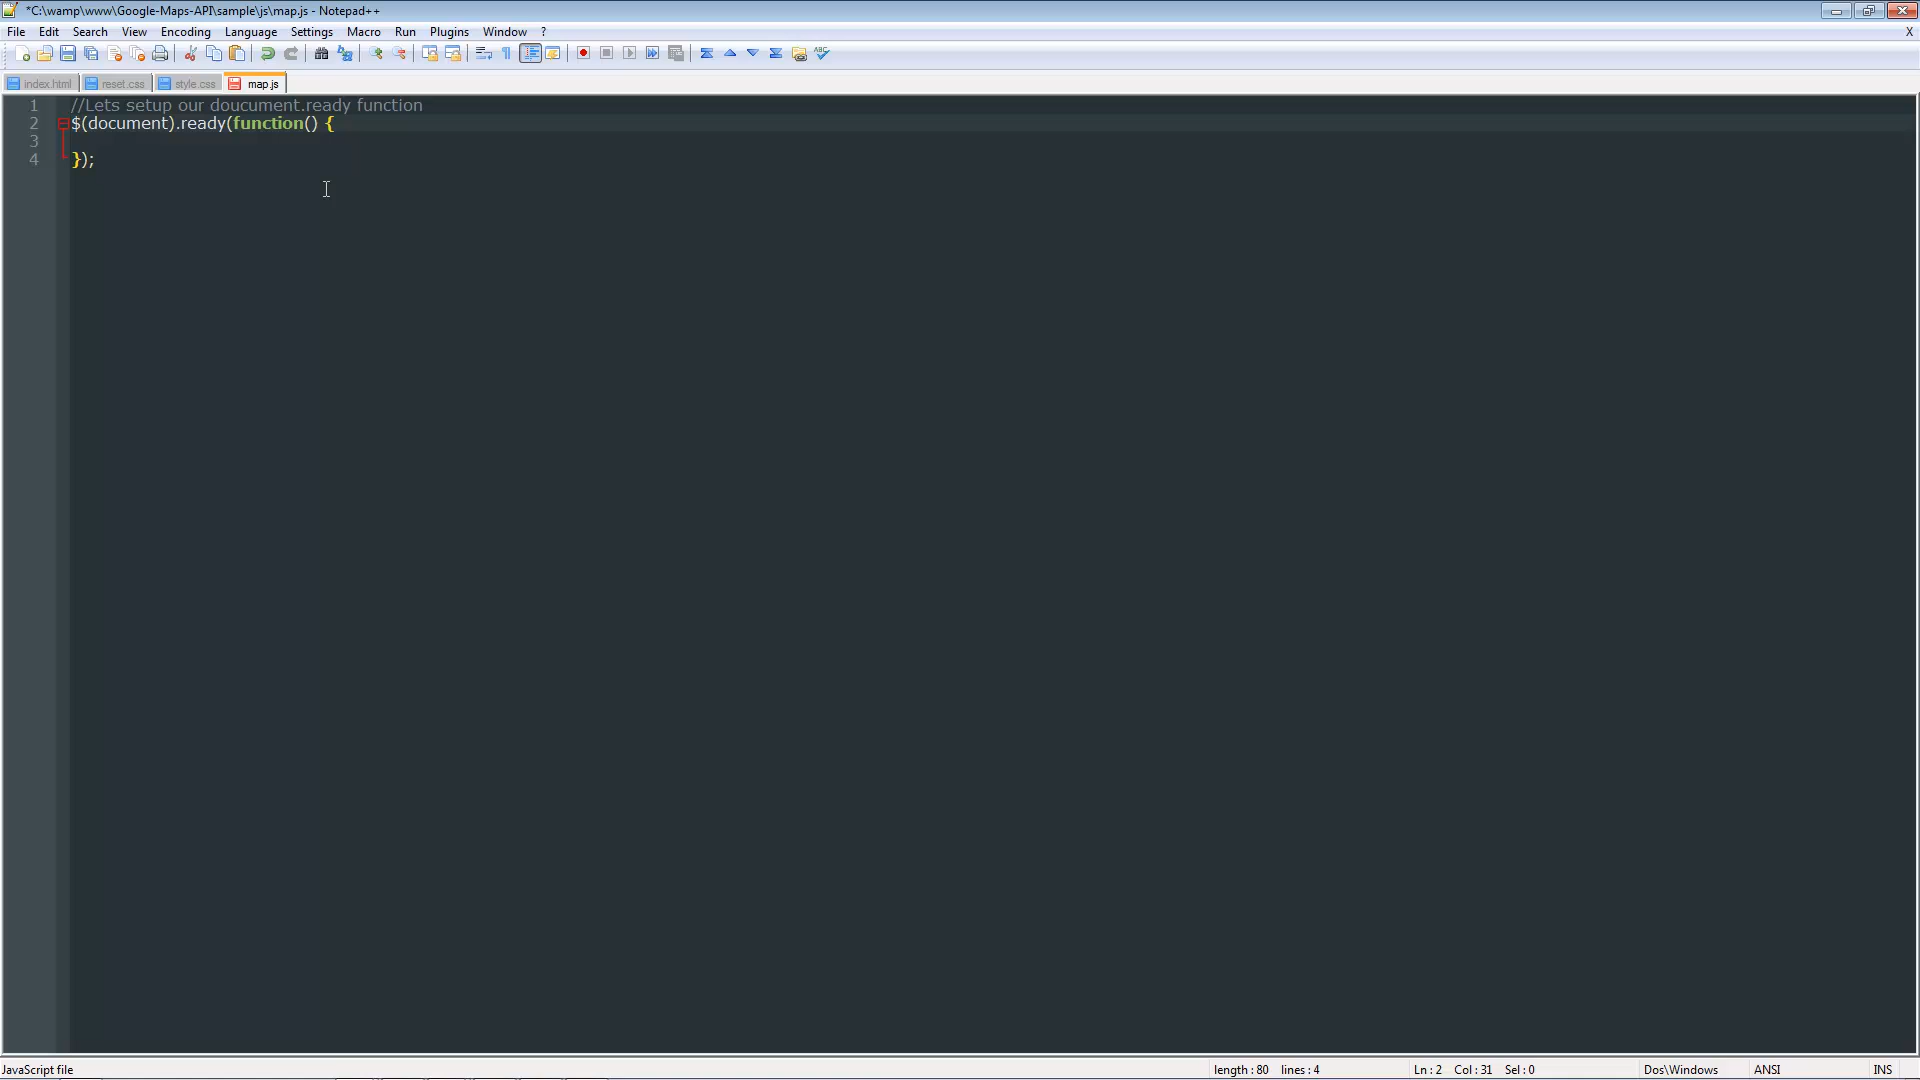 *C:\wamp\www\Google-Maps-API\sample\js\map.js - Notepad++
File Edit Search View Encoding Language Settings Macro Run Plugins Window ? X
index.html reset.css style.css map.js
1 //Lets setup our doucument.ready function
2 $(document).ready(function() {
3
4 });
JavaScript file length : 80 lines : 4 Ln : 2 Col : 31 Sel : 0 Dos\Windows ANSI INS